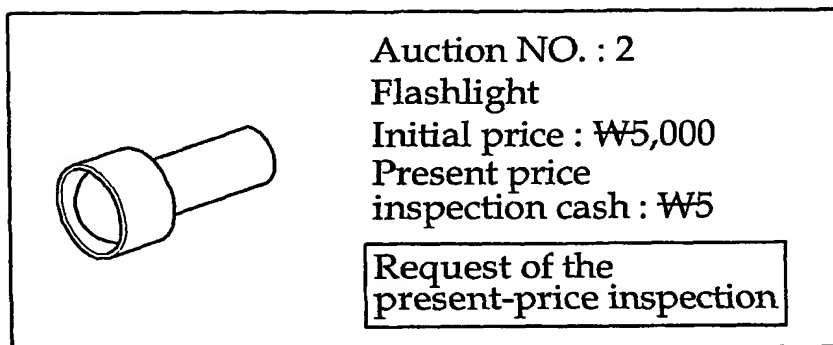 Auction NO. : 2
Flashlight
Initial price : ₩5,000
Present price
inspection cash : ₩5
Request of the
present-price inspection